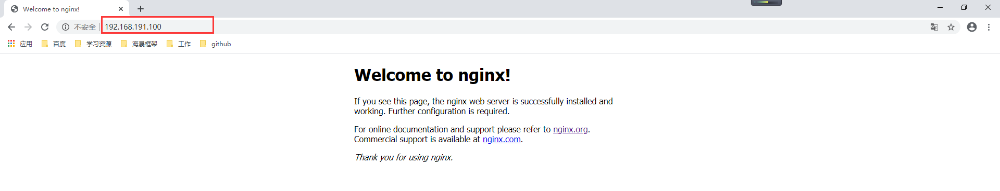 Welcome to nginx!
不安全 192.168.191.100
应用 百度 学习资源 海晟框架 工作 github
Welcome to nginx!
If you see this page, the nginx web server is successfully installed and
working. Further configuration is required.
For online documentation and support please refer to nginx.org.
Commercial support is available at nginx.com.
Thank you for using nginx.